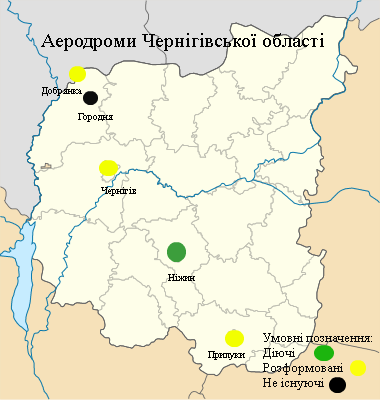 Аеродроми Чернігівської області
Добрянка
Городня
Чернігів
Ніжин
Прилуки
Умовні позначення:
Діючі
Розформовані
Не існуючі